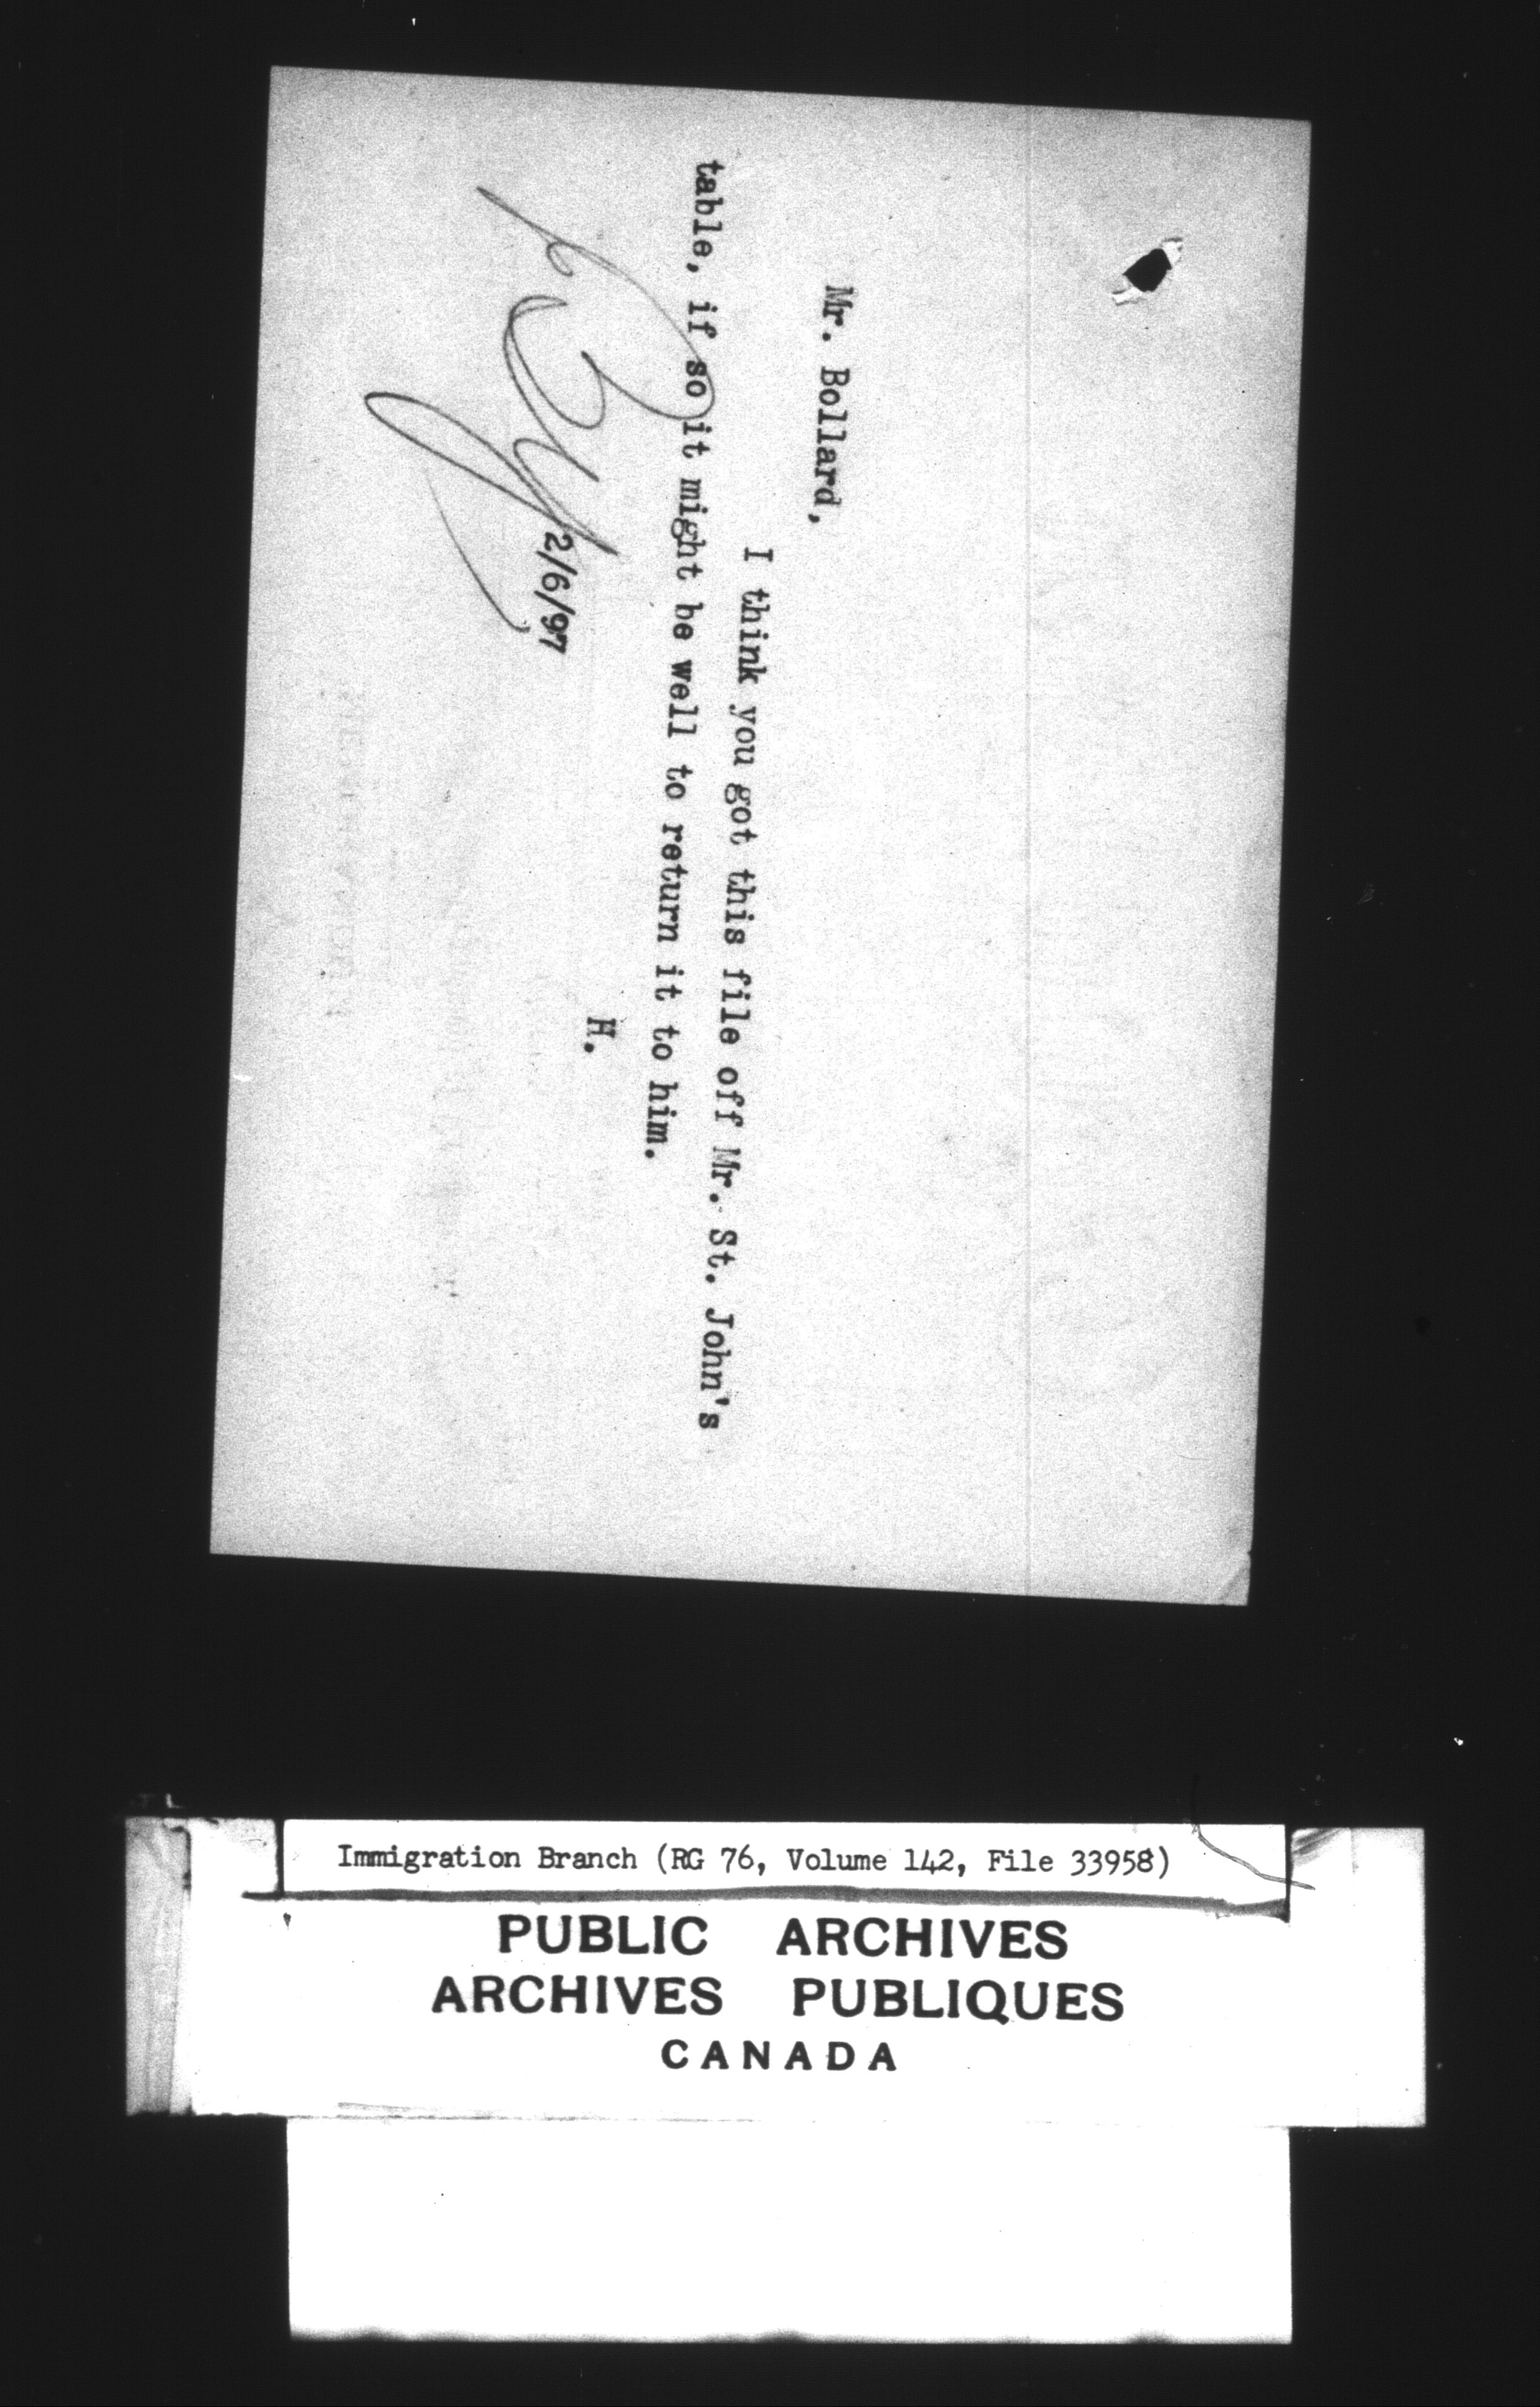 Mr. Bollard,
I think you got this file off Mr. St. John's
table, if so it might be well to return it to him.
H.
2/6/97
Immigration Branch (RG 76, Volume 142, File 33958)
PUBLIC ARCHIVES
ARCHIVES PUBLIQUES
CANADA